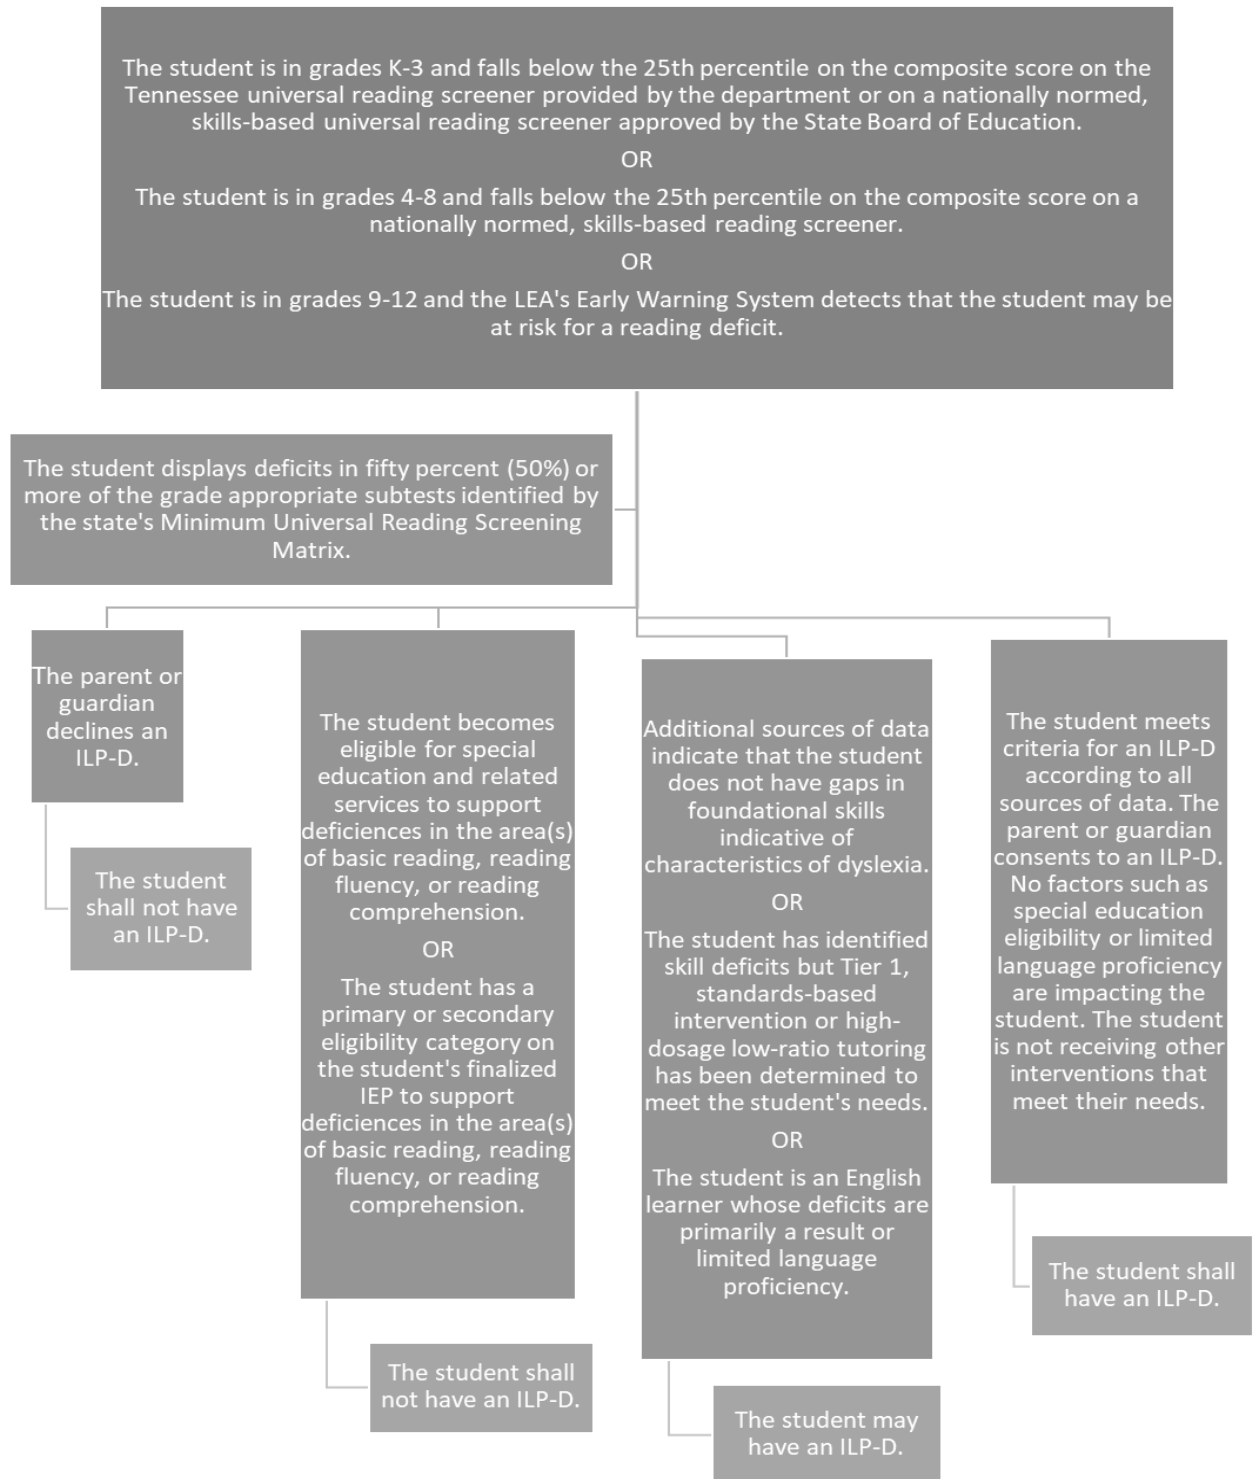 The student is in grades K-3 and falls below the 25th percentile on the composite score on the
Tennessee universal reading screener provided by the department or on a nationally normed,
skills-based universal reading screener approved by the State Board of Education.
OR
The student is in grades 4-8 and falls below the 25th percentile on the composite score on a
nationally normed, skills-based reading screener.
OR
The student is in grades 9-12 and the LEA's Early Warning System detects that the student may be
at risk for a reading deficit.
The student displays deficits in fifty percent (50%) or
more of the grade appropriate subtests identified by
the state's Minimum Universal Reading Screening
Matrix.
The parent or
guardian
declines an
ILP-D.
The student
shall not have
an ILP-D.
The student becomes
eligible for special
education and related
services to support
deficiences in the area(s)
of basic reading, reading
fluency, or reading
comprehension.
OR
The student has a
primary or secondary
eligibility category on
the student's finalized
IEP to support
deficiences in the area(s)
of basic reading, reading
fluency, or reading
comprehension.
The student shall
not have an ILP-D.
Additional sources of data
indicate that the student
does not have gaps in
foundational skills
indicative of
characteristics of dyslexia.
OR
The student has identified
skill deficits but Tier 1,
standards-based
intervention or high-
dosage low-ratio tutoring
has been determined to
meet the student's needs.
OR
The student is an English
learner whose deficits are
primarily a result or
limited language
proficiency.
The student may
have an ILP-D.
The student meets
criteria for an ILP-D
according to all
sources of data. The
parent or guardian
consents to an ILP-D.
No factors such as
special education
eligibility or limited
language proficiency
are impacting the
student. The student
is not receiving other
interventions that
meet their needs.
The student shall
have an ILP-D.